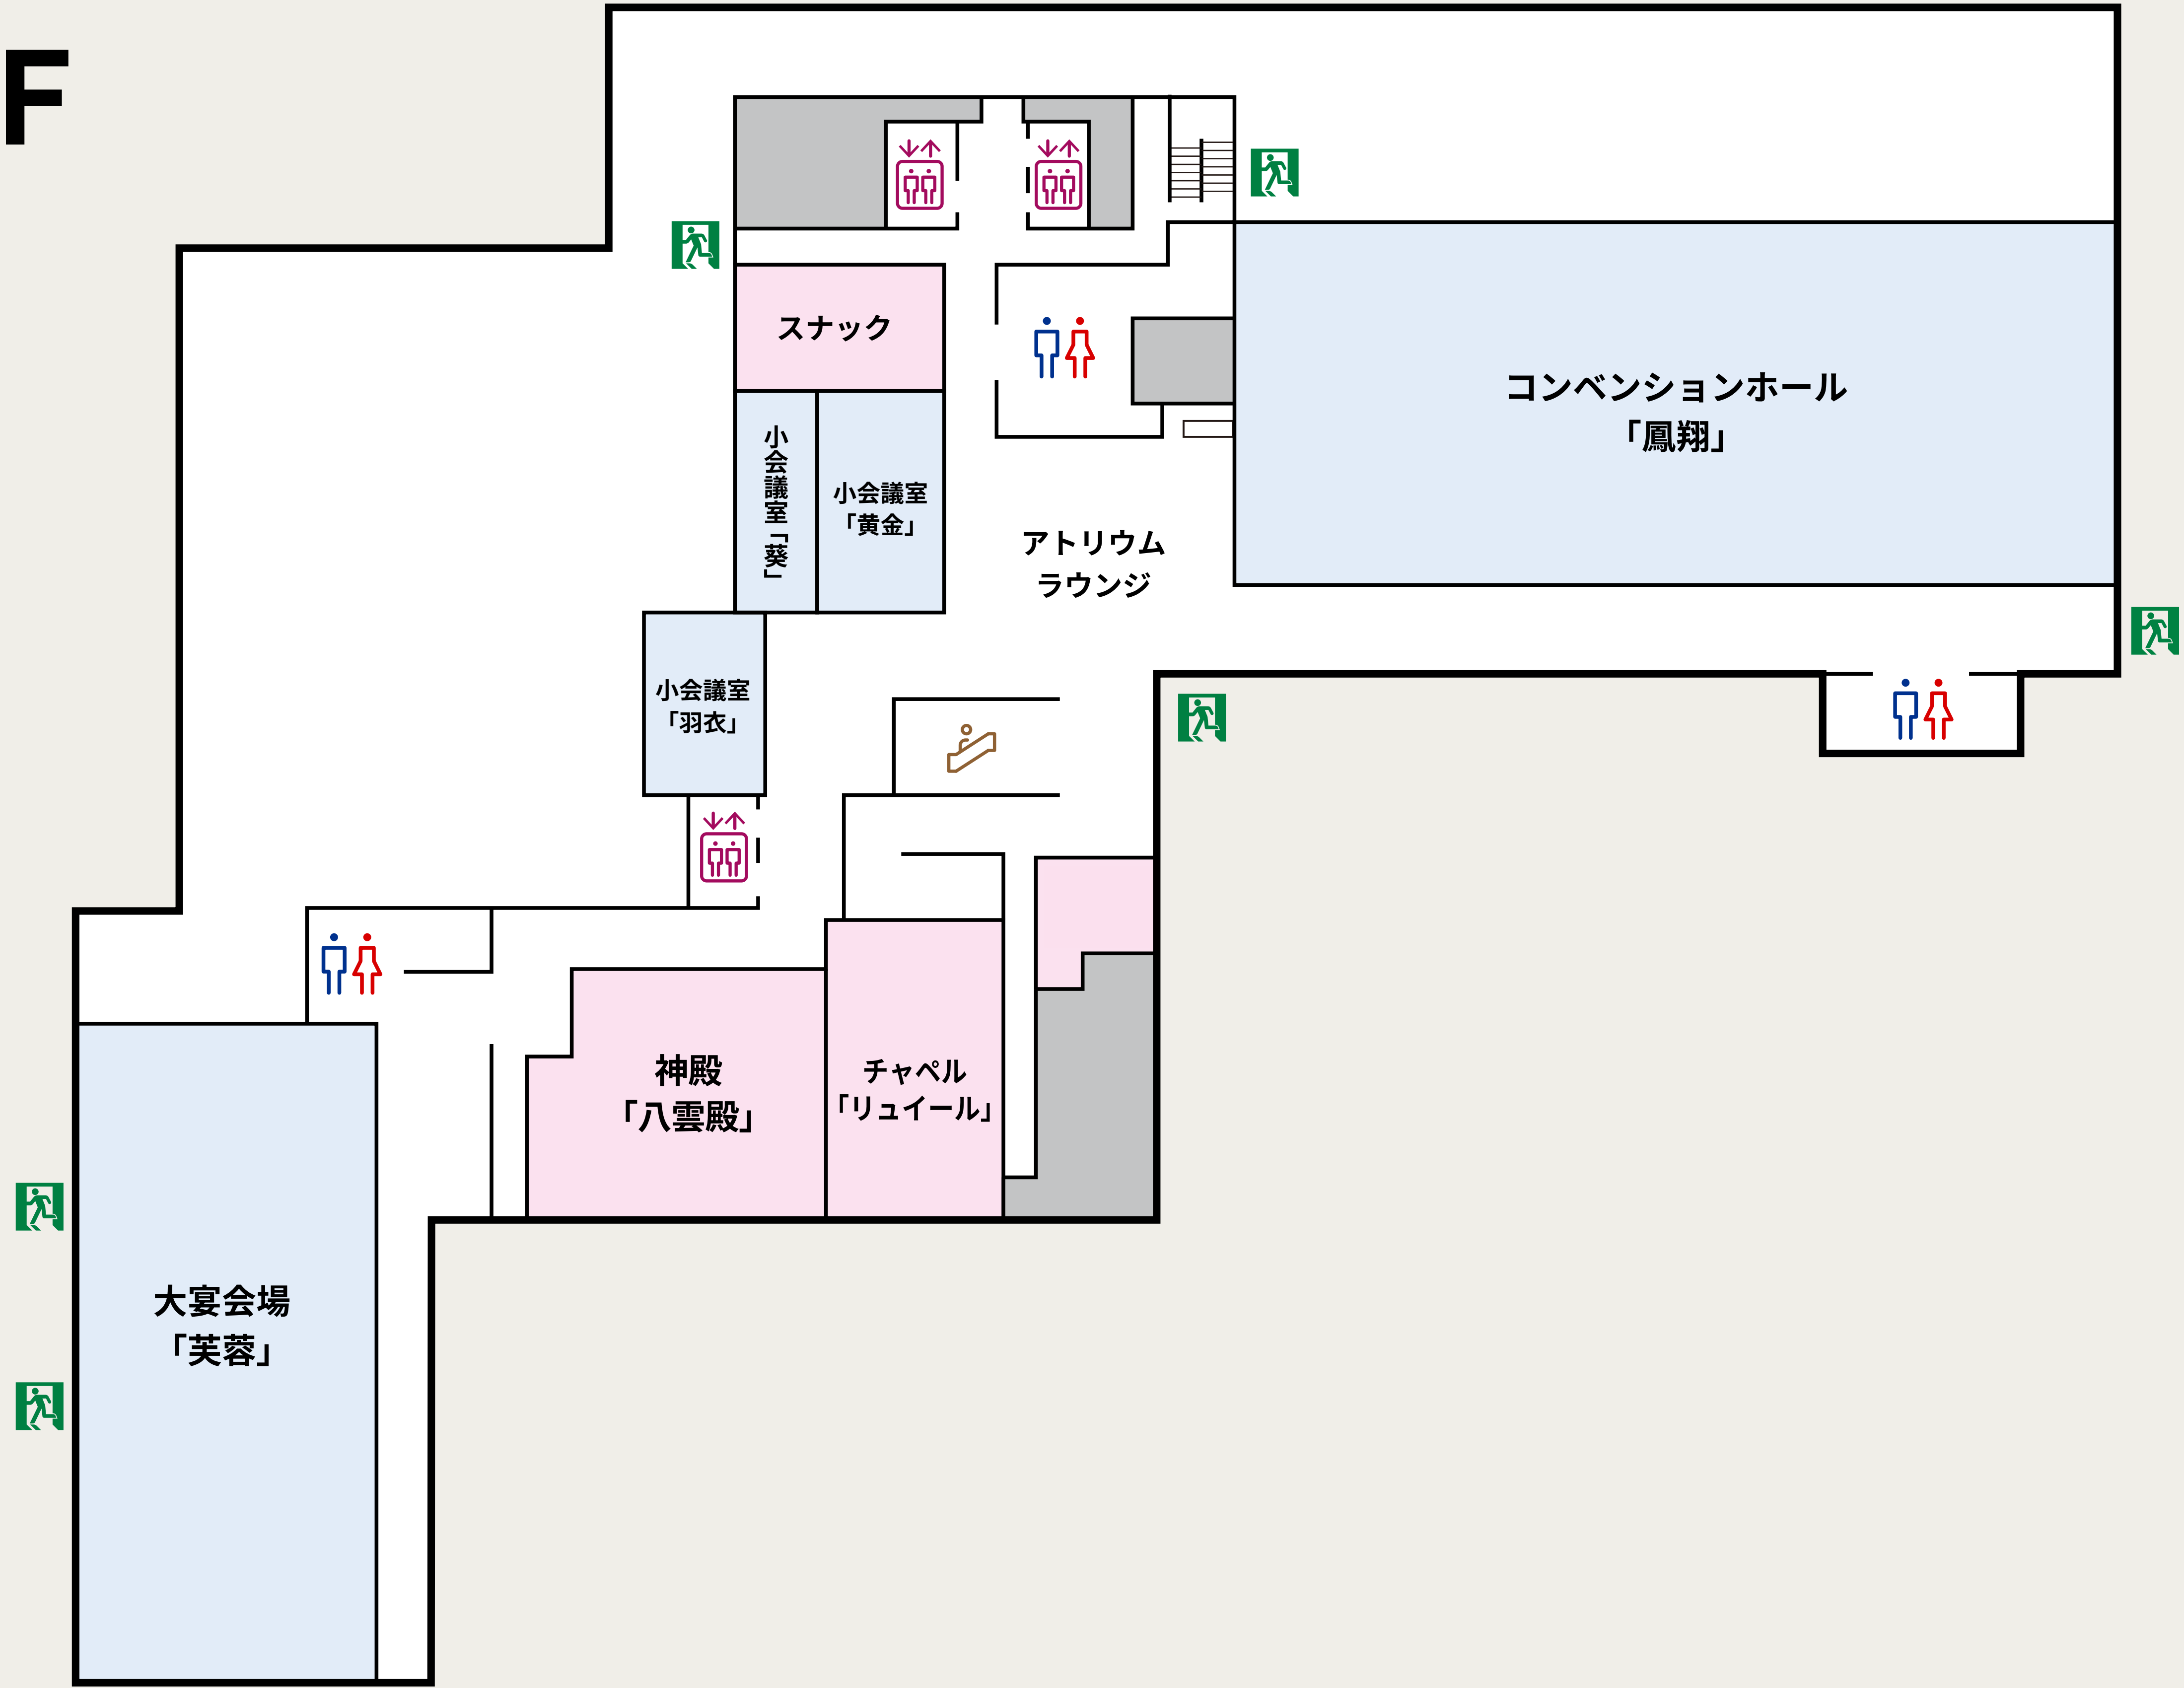 F
スナック
コンベンションホール
「鳳翔」
小会議室「葵」
小会議室
「黄金」
アトリウム
ラウンジ
小会議室
「羽衣」
神殿
「八雲殿」
チャペル
「リュイール」
大宴会場
「芙蓉」